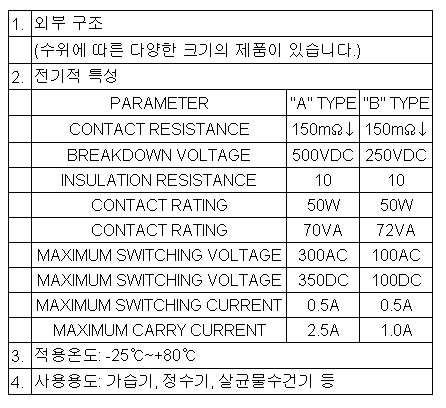 1. 외부 구조
(수위에 따른 다양한 크기의 제품이 있습니다.)
2. 전기적 특성
PARAMETER "A" TYPE "B" TYPE
CONTACT RESISTANCE 150mΩ↓ 150mΩ↓
BREAKDOWN VOLTAGE 500VDC 250VDC
INSULATION RESISTANCE 10 10
CONTACT RATING 50W 50W
CONTACT RATING 70VA 72VA
MAXIMUM SWITCHING VOLTAGE 300AC 100AC
MAXIMUM SWITCHING VOLTAGE 350DC 100DC
MAXIMUM SWITCHING CURRENT 0.5A 0.5A
MAXIMUM CARRY CURRENT 2.5A 1.0A
3. 적용온도: -25℃~+80℃
4. 사용용도: 가습기, 정수기, 살균물수건기 등